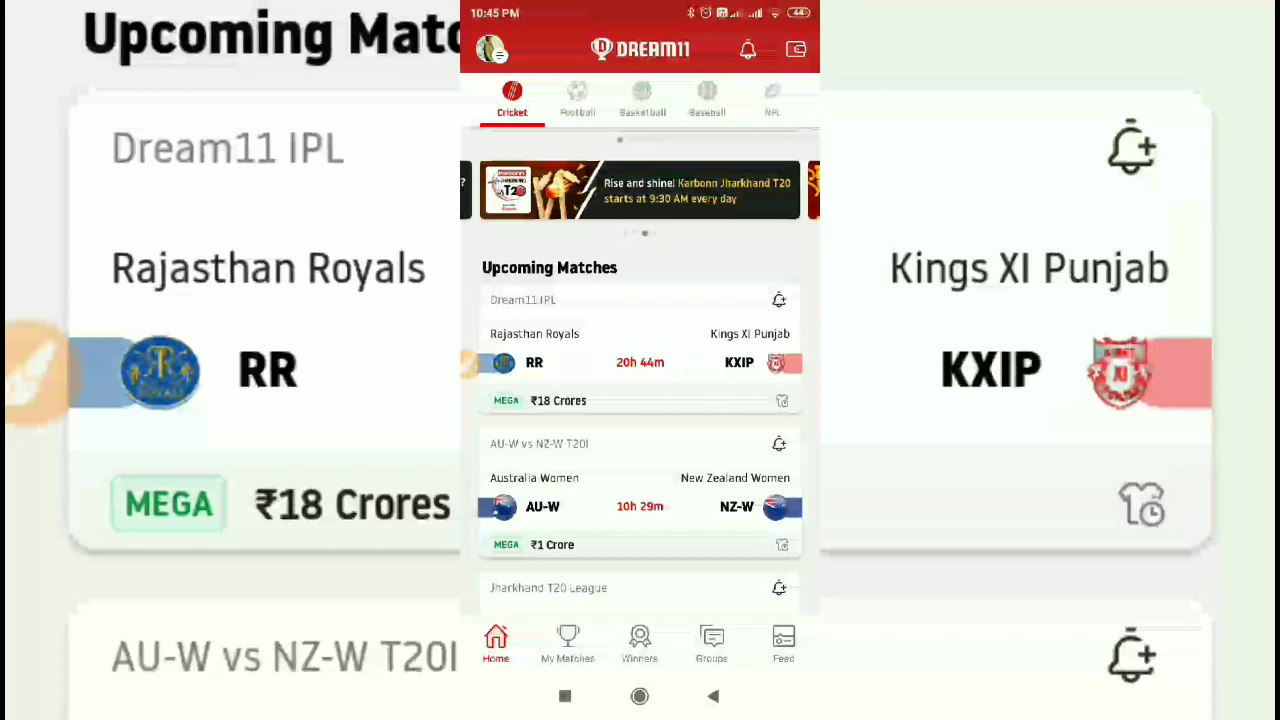 Upcoming Matc
Dream11 IPL
Rajasthan Royals
Kings XI Punjab
RR
KXIP
MEGA ₹18 Crores
AU-W vs NZ-W T20I
10:45 PM
44
DREAM11
Cricket Football Basketball Baseball NFL
?
T20
Rise and shine! Karbonn Jharkhand T20
starts at 9:30 AM every day
Upcoming Matches
Dream11 IPL
Rajasthan Royals Kings XI Punjab
RR 20h 44m KXIP
MEGA ₹18 Crores
AU-W vs NZ-W T20I
Australia Women New Zealand Women
AU-W 10h 29m NZ-W
MEGA ₹1 Crore
Jharkhand T20 League
Home My Matches Winners Groups Feed